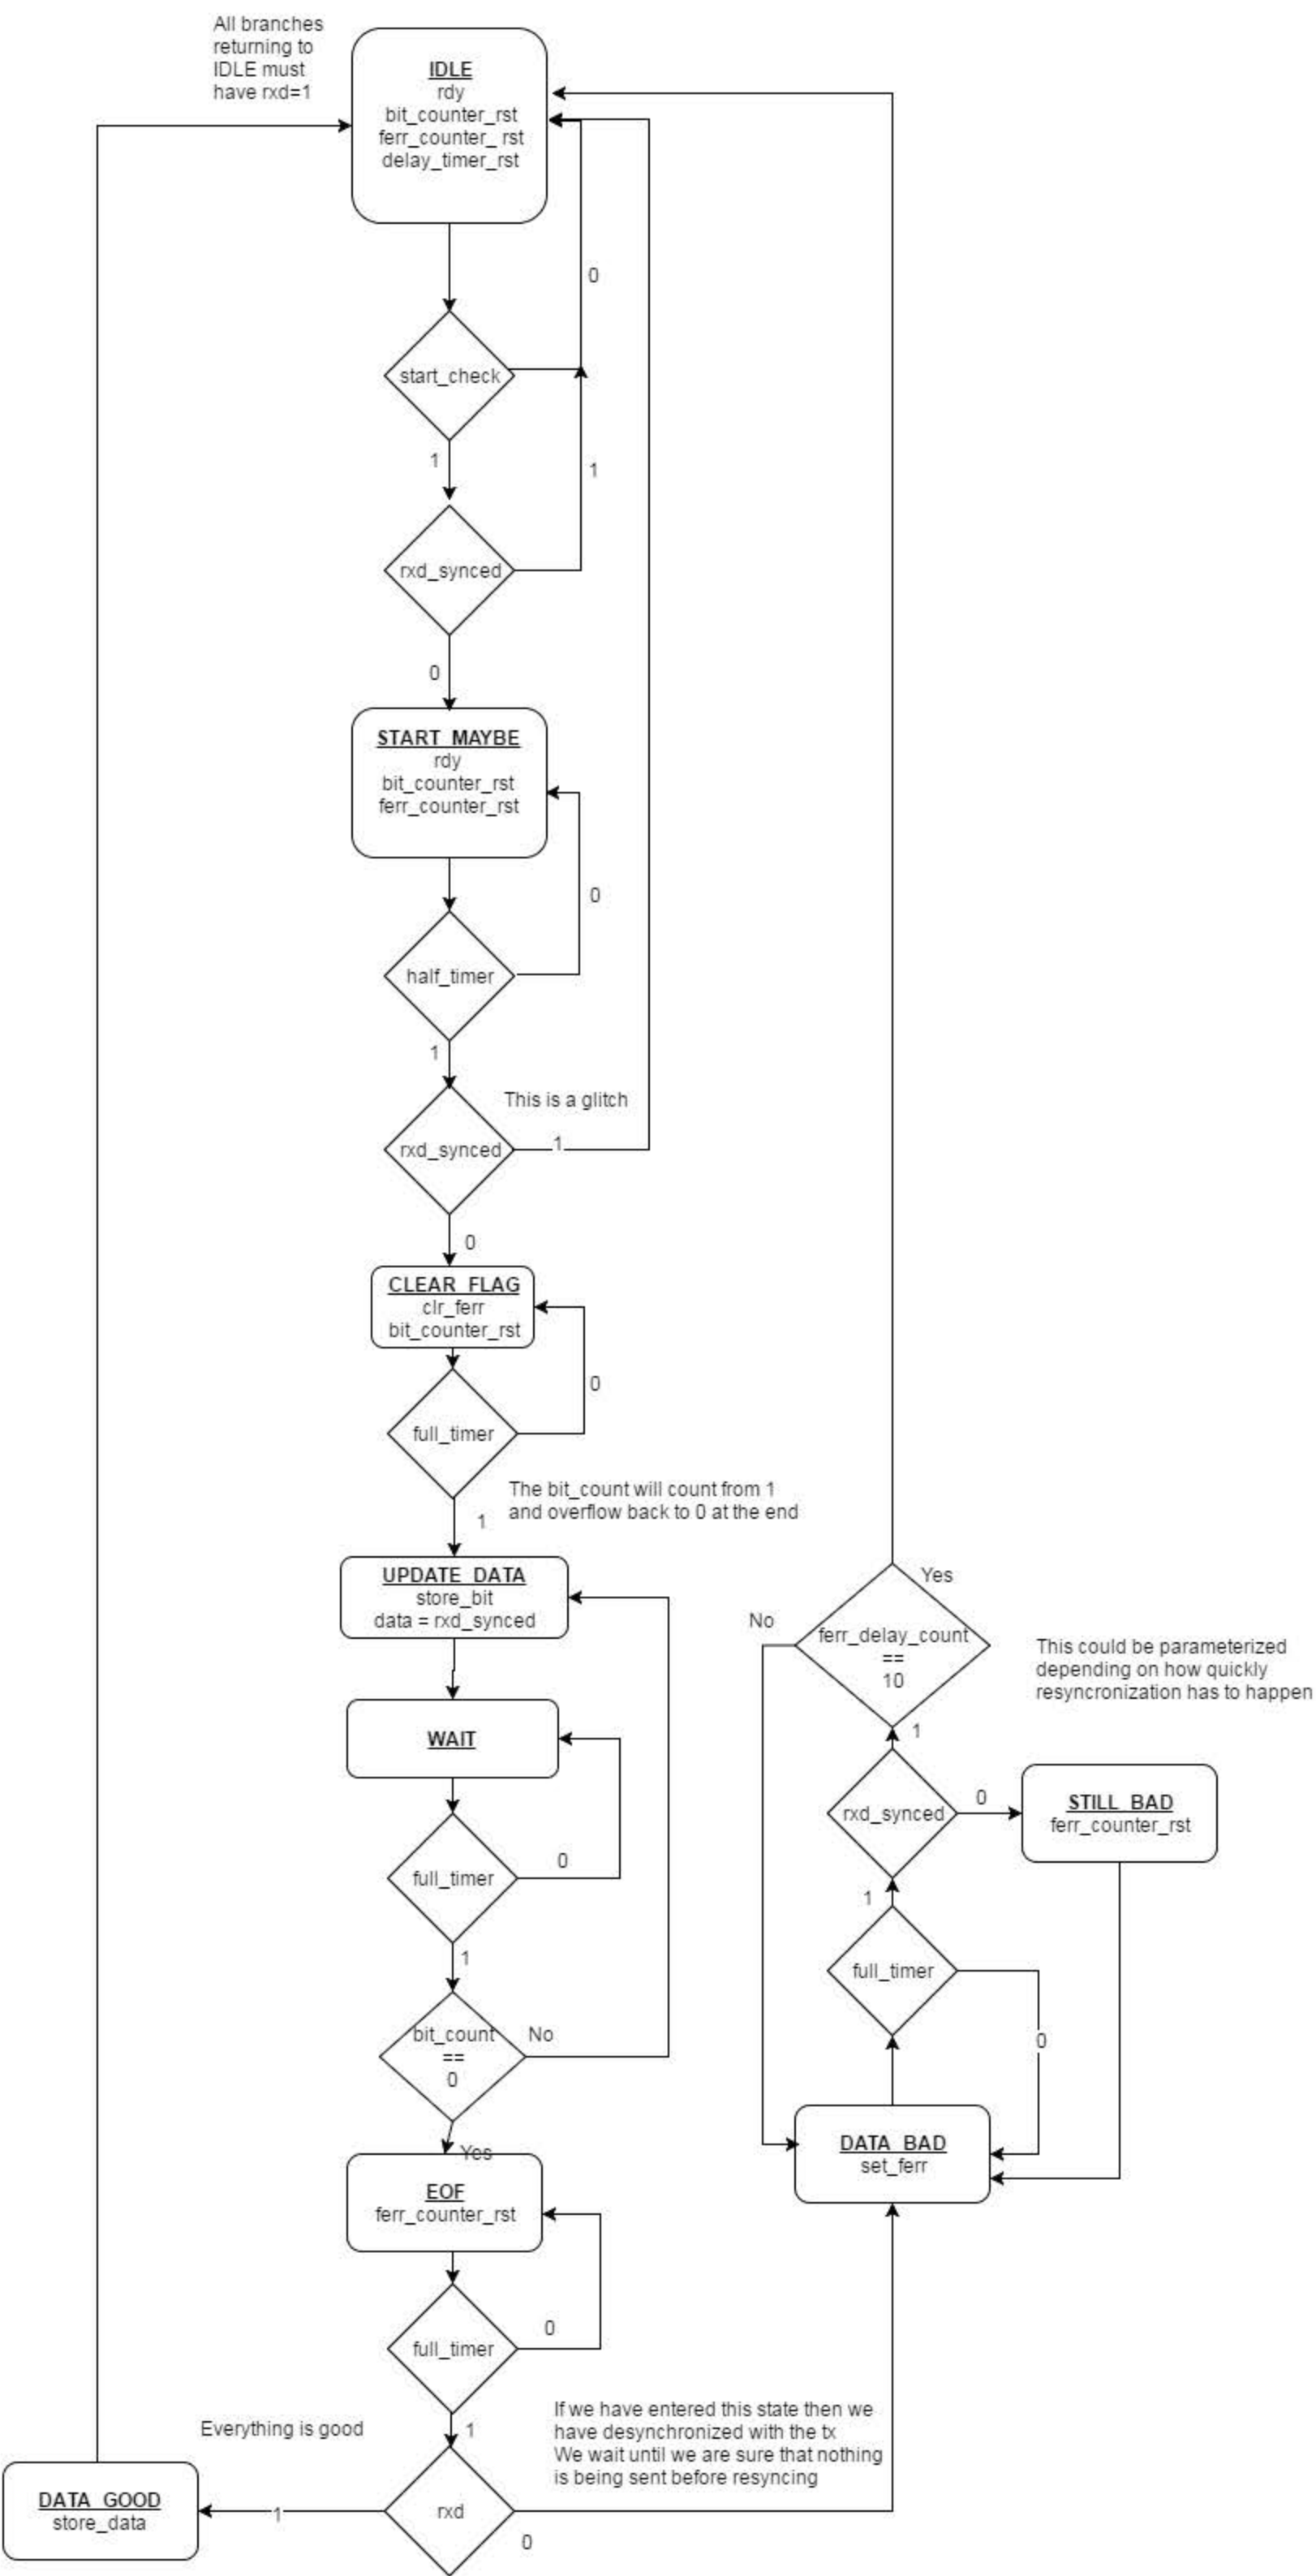 All branches
returning to
IDLE must
have rxd=1
IDLE
rdy
bit_counter_rst
ferr_counter_ rst
delay_timer_rst
0
start_check
1
1
rxd_synced
0
START_MAYBE
rdy
bit_counter_rst
ferr_counter_rst
0
half_timer
1
This is a glitch
rxd_synced
1
0
CLEAR_FLAG
clr_ferr
bit_counter_rst
0
full_timer
The bit_count will count from 1
and overflow back to 0 at the end
1
UPDATE_DATA
store_bit
data = rxd_synced
WAIT
full_timer
0
1
bit_count
==
0
No
Yes
EOF
ferr_counter_rst
full_timer
0
1
Everything is good
If we have entered this state then we
have desynchronized with the tx
We wait until we are sure that nothing
is being sent before resyncing
rxd
1
0
DATA_GOOD
store_data
Yes
No
ferr_delay_count
==
10
This could be parameterized
depending on how quickly
resyncronization has to happen
1
rxd_synced
0
STILL_BAD
ferr_counter_rst
1
full_timer
0
DATA_BAD
set_ferr